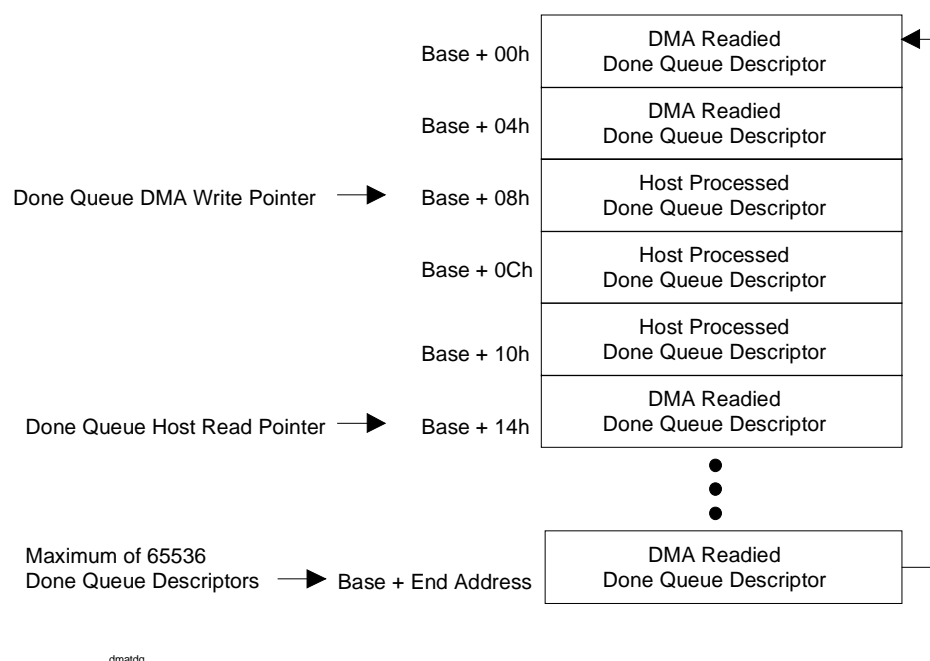 Base + 00h
DMA Readied
Done Queue Descriptor
Base + 04h
DMA Readied
Done Queue Descriptor
Done Queue DMA Write Pointer
Base + 08h
Host Processed
Done Queue Descriptor
Base + 0Ch
Host Processed
Done Queue Descriptor
Base + 10h
Host Processed
Done Queue Descriptor
Done Queue Host Read Pointer
Base + 14h
DMA Readied
Done Queue Descriptor
Maximum of 65536
Done Queue Descriptors
Base + End Address
DMA Readied
Done Queue Descriptor
dmatdq